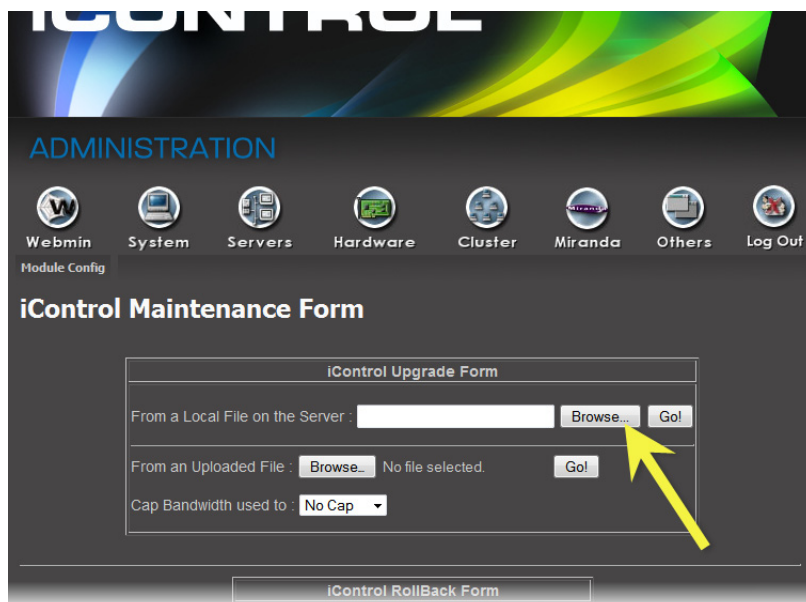 iCONTROL
ADMINISTRATION
Webmin System Servers Hardware Cluster Miranda Others Log Out
Module Config
iControl Maintenance Form
iControl Upgrade Form
From a Local File on the Server : Browse... Go!
From an Uploaded File : Browse... No file selected. Go!
Cap Bandwidth used to : No Cap
iControl RollBack Form